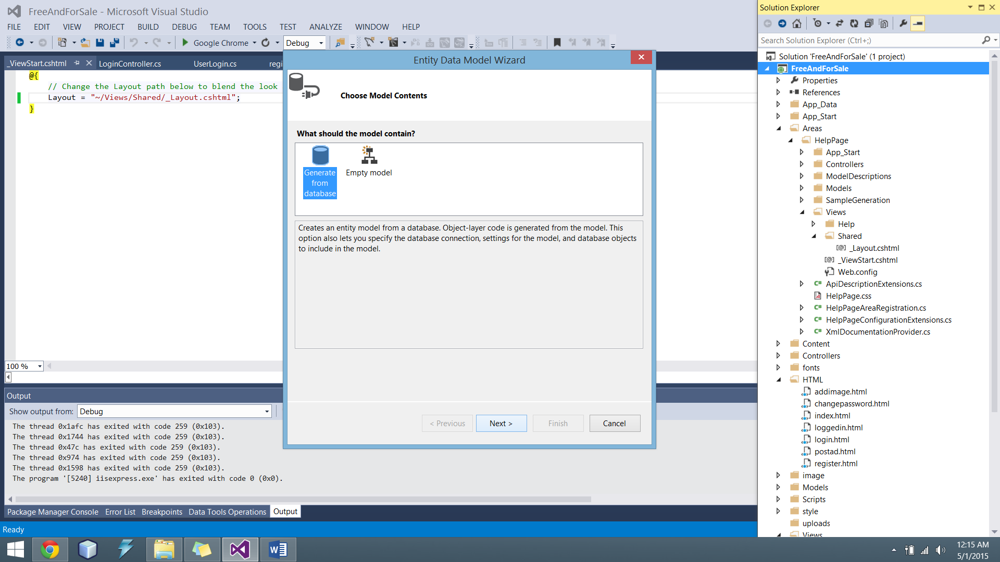 FreeAndForSale - Microsoft Visual Studio
FILE EDIT VIEW PROJECT BUILD DEBUG TEAM TOOLS TEST ANALYZE WINDOW HELP
Google Chrome Debug
_ViewStart.cshtml LoginController.cs UserLogin.cs regi
@{
// Change the Layout path below to blend the look
Layout = "~/Views/Shared/_Layout.cshtml";
}
100 %
Entity Data Model Wizard
Choose Model Contents
What should the model contain?
Generate
from
database
Empty model
Creates an entity model from a database. Object-layer code is generated from the model. This
option also lets you specify the database connection, settings for the model, and database objects
to include in the model.
< Previous Next > Finish Cancel
Output
Show output from: Debug
The thread 0x1afc has exited with code 259 (0x103).
The thread 0x1744 has exited with code 259 (0x103).
The thread 0x47c has exited with code 259 (0x103).
The thread 0x974 has exited with code 259 (0x103).
The thread 0x1598 has exited with code 259 (0x103).
The program '[5240] iisexpress.exe' has exited with code 0 (0x0).
Package Manager Console Error List Breakpoints Data Tools Operations Output
Ready
Solution Explorer
Search Solution Explorer (Ctrl+;)
Solution 'FreeAndForSale' (1 project)
FreeAndForSale
Properties
References
App_Data
App_Start
Areas
HelpPage
App_Start
Controllers
ModelDescriptions
Models
SampleGeneration
Views
Help
Shared
[@] _Layout.cshtml
[@] _ViewStart.cshtml
Web.config
C# ApiDescriptionExtensions.cs
HelpPage.css
C# HelpPageAreaRegistration.cs
C# HelpPageConfigurationExtensions.cs
C# XmlDocumentationProvider.cs
Content
Controllers
fonts
HTML
addimage.html
changepassword.html
index.html
loggedin.html
login.html
postad.html
register.html
image
Models
Scripts
style
uploads
Views
12:15 AM
5/1/2015